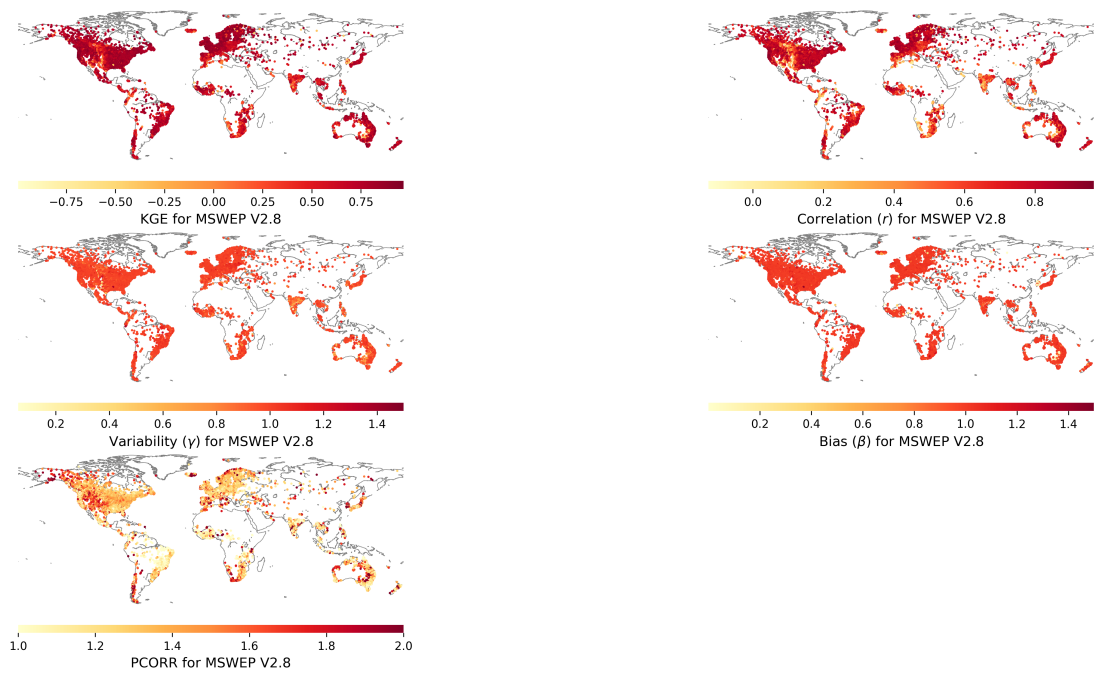 −0.75 −0.50 −0.25 0.00 0.25 0.50 0.75
KGE for MSWEP V2.8
0.0 0.2 0.4 0.6 0.8
Correlation (r) for MSWEP V2.8
0.2 0.4 0.6 0.8 1.0 1.2 1.4
Variability (γ) for MSWEP V2.8
0.2 0.4 0.6 0.8 1.0 1.2 1.4
Bias (β) for MSWEP V2.8
1.0 1.2 1.4 1.6 1.8 2.0
PCORR for MSWEP V2.8